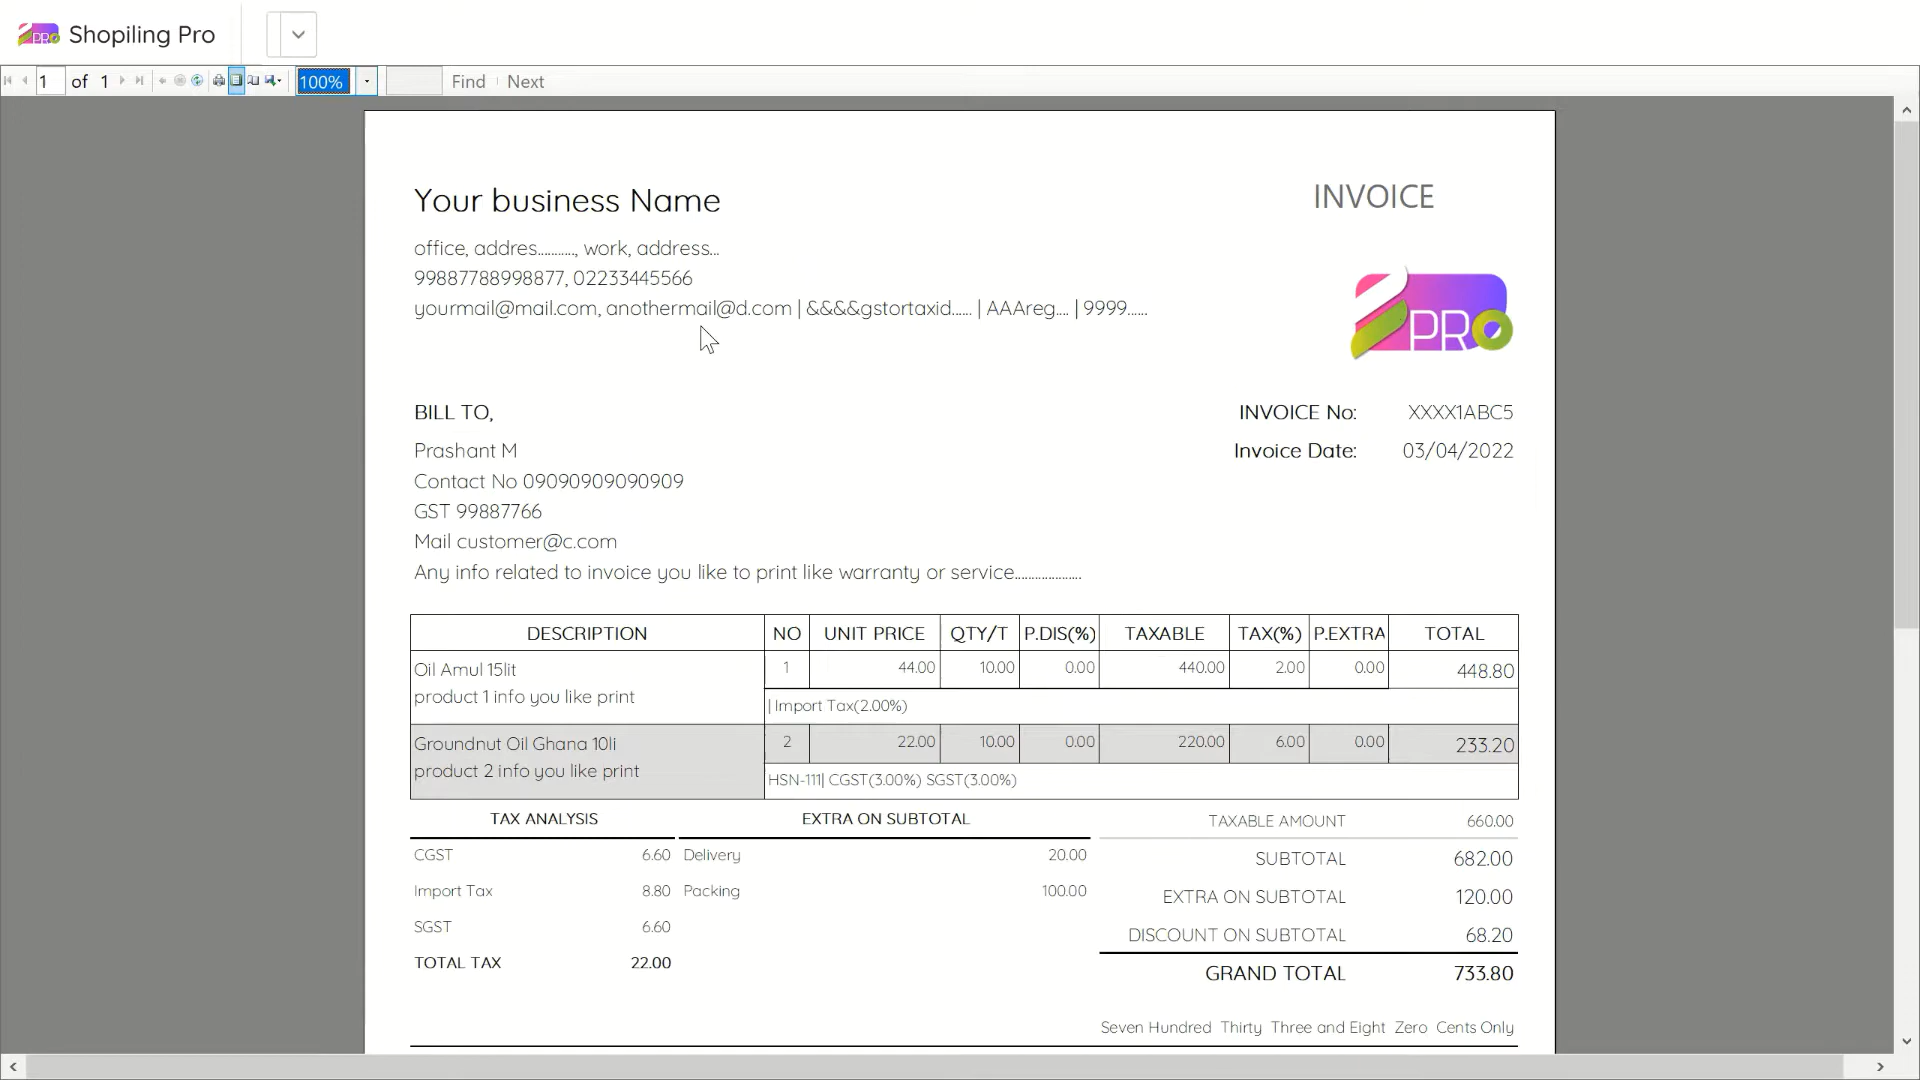 PRO Shopiling Pro
1 of 1 100% Find Next
Your business Name
INVOICE
office, addres..........., work, address...
99887788998877, 02233445566
yourmail@mail.com, anothermail@d.com | &&&&gstortaxid...... | AAAreg.... | 9999......
PRO
BILL TO,
INVOICE No: XXXX1ABC5
Prashant M
Invoice Date: 03/04/2022
Contact No 09090909090909
GST 99887766
Mail customer@c.com
Any info related to invoice you like to print like warranty or service....................
DESCRIPTION NO UNIT PRICE QTY/T P.DIS(%) TAXABLE TAX(%) P.EXTRA TOTAL
Oil Amul 15lit 1 44.00 10.00 0.00 440.00 2.00 0.00 448.80
product 1 info you like print
| Import Tax(2.00%)
Groundnut Oil Ghana 10li 2 22.00 10.00 0.00 220.00 6.00 0.00 233.20
product 2 info you like print
HSN-111| CGST(3.00%) SGST(3.00%)
TAX ANALYSIS EXTRA ON SUBTOTAL TAXABLE AMOUNT 660.00
CGST 6.60 Delivery 20.00 SUBTOTAL 682.00
Import Tax 8.80 Packing 100.00 EXTRA ON SUBTOTAL 120.00
SGST 6.60 DISCOUNT ON SUBTOTAL 68.20
TOTAL TAX 22.00 GRAND TOTAL 733.80
Seven Hundred Thirty Three and Eight Zero Cents Only